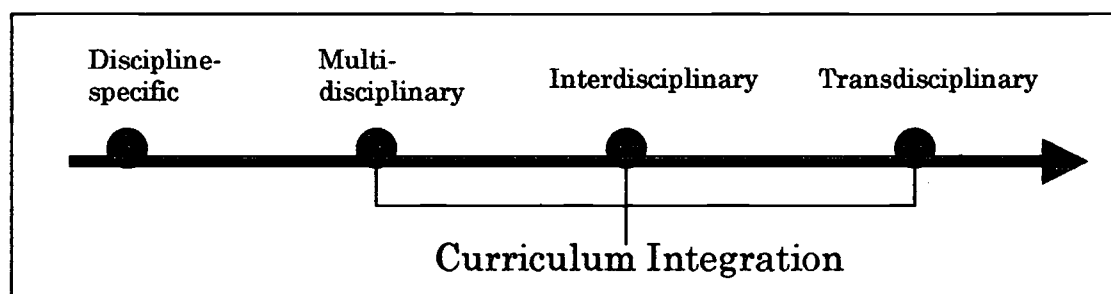 Discipline-
specific
Multi-
disciplinary
Interdisciplinary
Transdisciplinary
Curriculum Integration